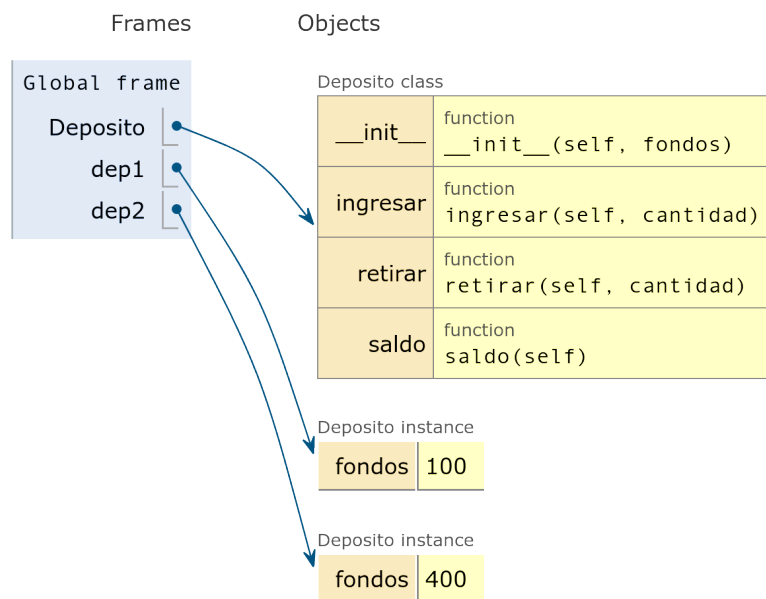 Frames Objects
Global frame
Deposito
dep1
dep2
Deposito class
__init__ function
__init__(self, fondos)
ingresar function
ingresar(self, cantidad)
retirar function
retirar(self, cantidad)
saldo function
saldo(self)
Deposito instance
fondos 100
Deposito instance
fondos 400